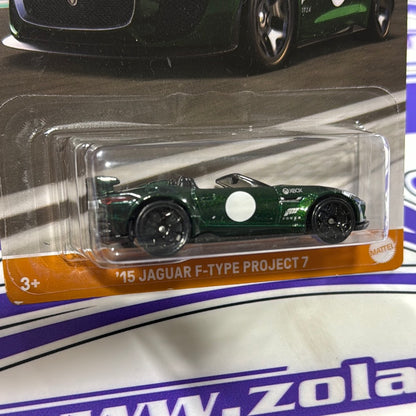 XBOX
'15 JAGUAR F-TYPE PROJECT 7
MATTEL
3+
www.zola